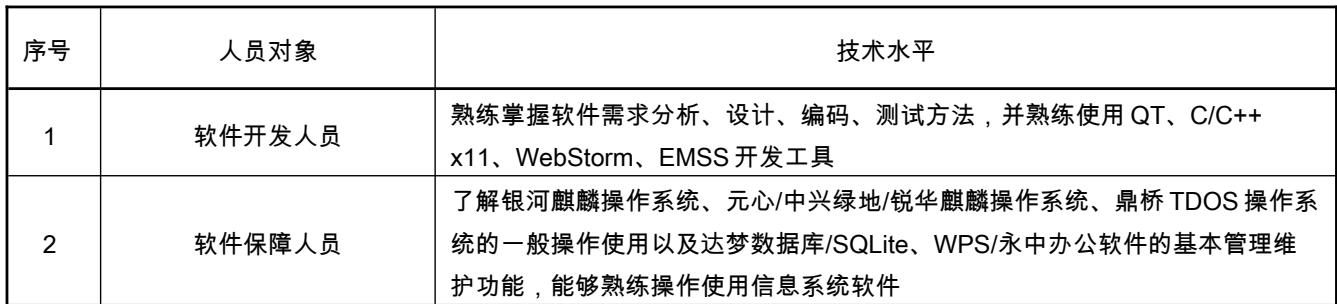 序号 人员对象 技术水平
1 软件开发人员 熟练掌握软件需求分析、设计、编码、测试方法，并熟练使用 QT、C/C++
x11、WebStorm、EMSS 开发工具
2 软件保障人员 了解银河麒麟操作系统、元心/中兴绿地/锐华麒麟操作系统、鼎桥 TDOS 操作系
统的一般操作使用以及达梦数据库/SQLite、WPS/永中办公软件的基本管理维
护功能，能够熟练操作使用信息系统软件